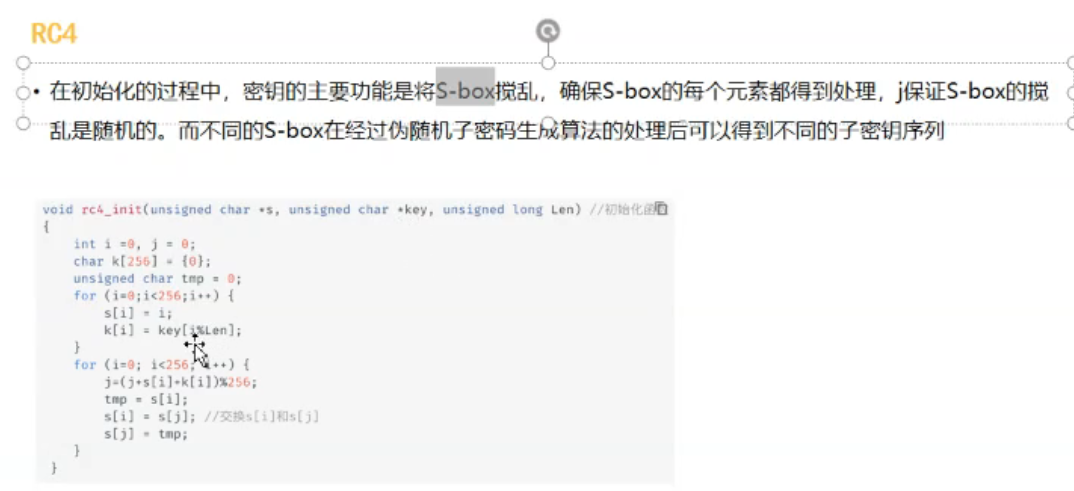 RC4
• 在初始化的过程中，密钥的主要功能是将S-box搅乱，确保S-box的每个元素都得到处理，j保证S-box的搅
乱是随机的。而不同的S-box在经过伪随机子密码生成算法的处理后可以得到不同的子密钥序列
void rc4_init(unsigned char *s, unsigned char *key, unsigned long Len) //初始化函
{
int i =0, j = 0;
char k[256] = {0};
unsigned char tmp = 0;
for (i=0;i<256;i++) {
s[i] = i;
k[i] = key[i%Len];
}
for (i=0; i<256; i++) {
j=(j+s[i]+k[i])%256;
tmp = s[i];
s[i] = s[j]; //交换s[i]和s[j]
s[j] = tmp;
}
}